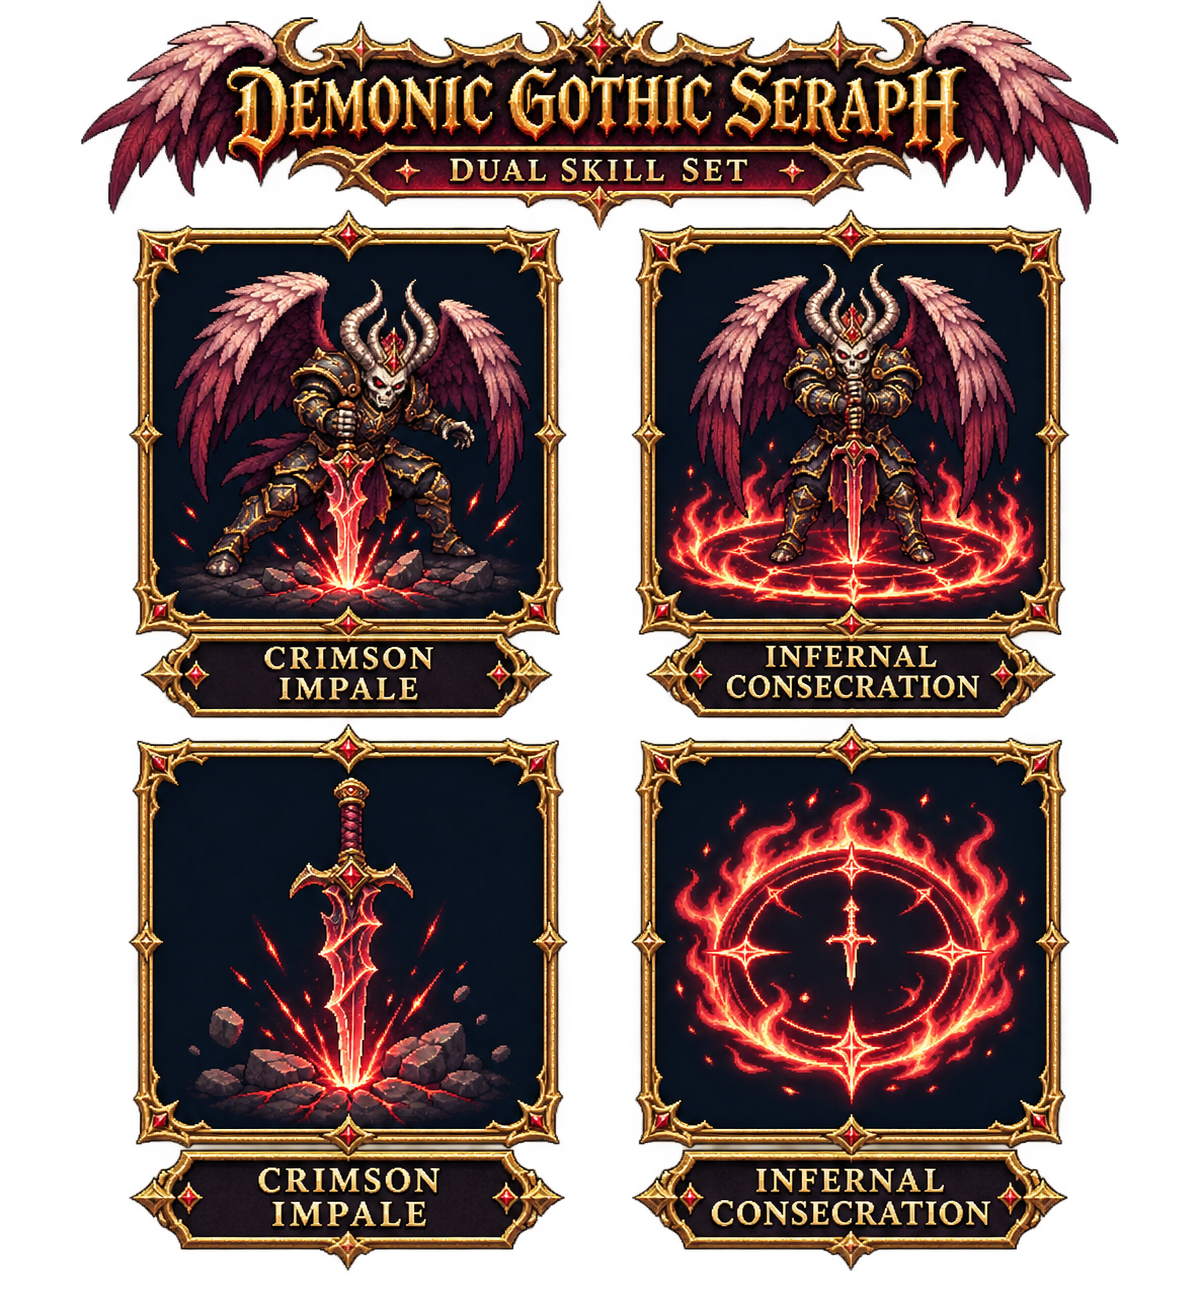 DEMONIC GOTHIC SERAPH
DUAL SKILL SET
CRIMSON
IMPALE
INFERNAL
CONSECRATION
CRIMSON
IMPALE
INFERNAL
CONSECRATION